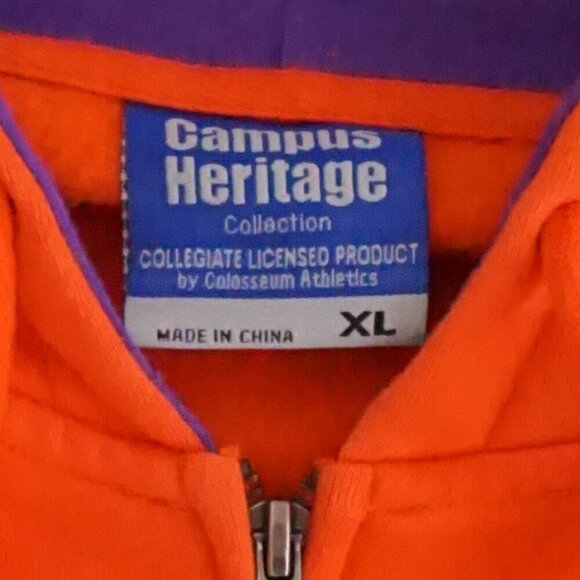 Campus
Heritage
Collection
COLLEGIATE LICENSED PRODUCT
by Colosseum Athletics
MADE IN CHINA XL